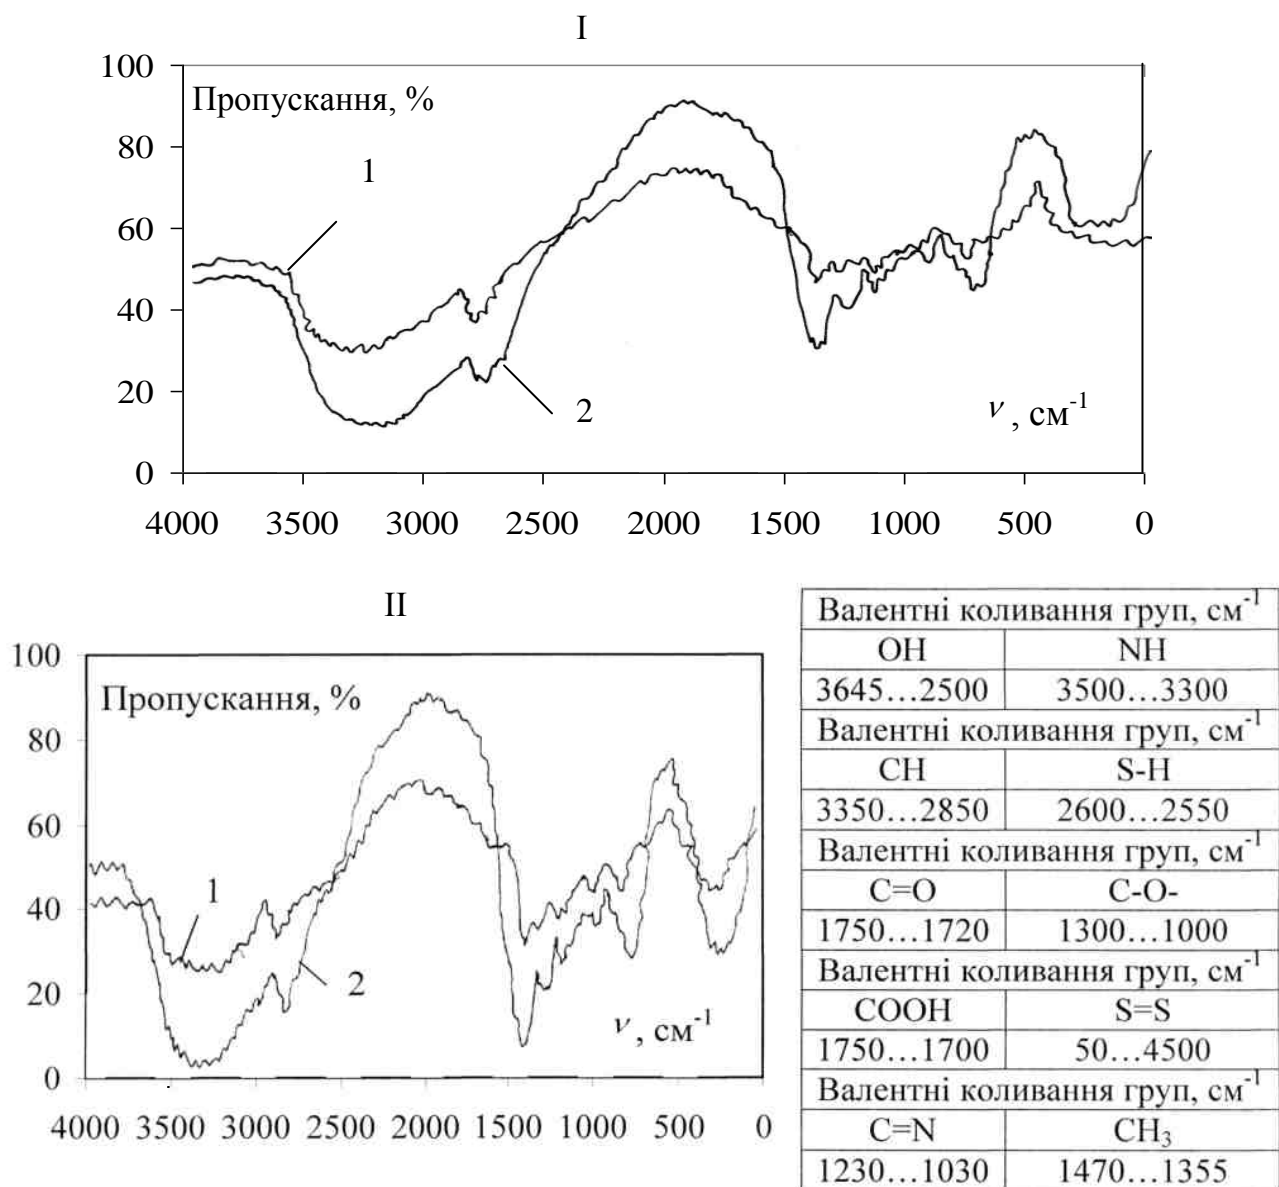 I
100
Пропускання, %
80
1
60
40
20
2
ν , см-1
0
4000 3500 3000 2500 2000 1500 1000 500 0
II
100
Пропускання, %
80
60
40
1
20
2
ν , см-1
0
4000 3500 3000 2500 2000 1500 1000 500 0
Валентні коливання груп, см-1
OH NH
3645...2500 3500...3300
Валентні коливання груп, см-1
CH S-H
3350...2850 2600...2550
Валентні коливання груп, см-1
C=O C-O-
1750...1720 1300...1000
Валентні коливання груп, см-1
COOH S=S
1750...1700 50...4500
Валентні коливання груп, см-1
C=N CH3
1230...1030 1470...1355